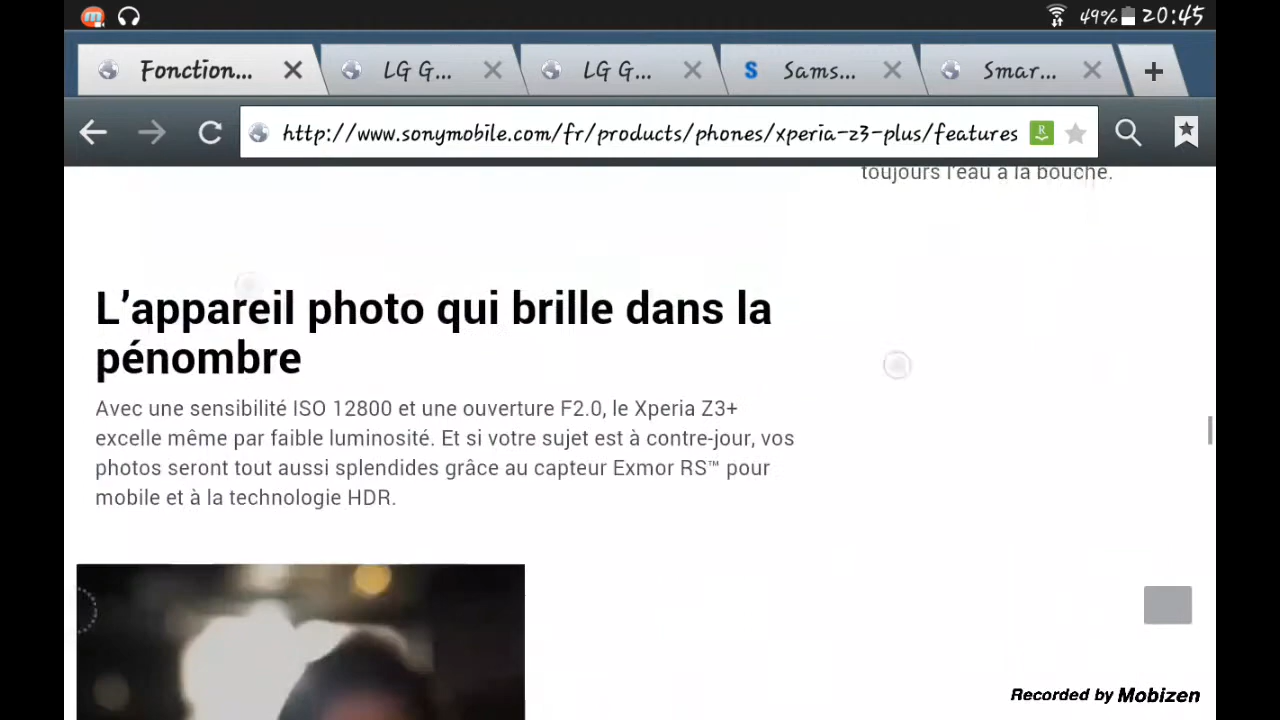 49% 20:45
Fonction... LG G... LG G... Sams... Smar...
http://www.sonymobile.com/fr/products/phones/xperia-z3-plus/features
toujours l'eau à la bouche.
L’appareil photo qui brille dans la
pénombre
Avec une sensibilité ISO 12800 et une ouverture F2.0, le Xperia Z3+
excelle même par faible luminosité. Et si votre sujet est à contre-jour, vos
photos seront tout aussi splendides grâce au capteur Exmor RS™ pour
mobile et à la technologie HDR.
Recorded by Mobizen